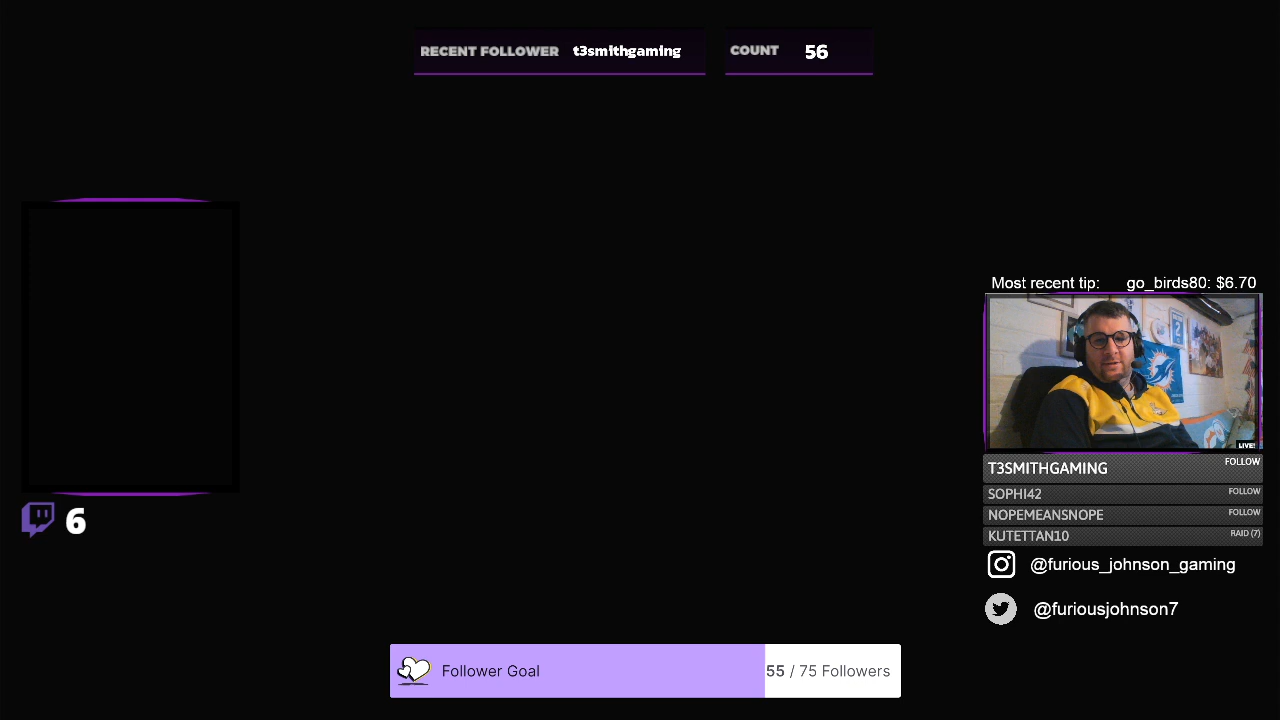 RECENT FOLLOWER t3smithgaming
COUNT 56
Most recent tip: go_birds80: $6.70
LIVE!
T3SMITHGAMING FOLLOW
SOPHI42 FOLLOW
NOPEMEANSNOPE FOLLOW
KUTETTAN10 RAID (7)
@furious_johnson_gaming
@furiousjohnson7
6
Follower Goal 55 / 75 Followers